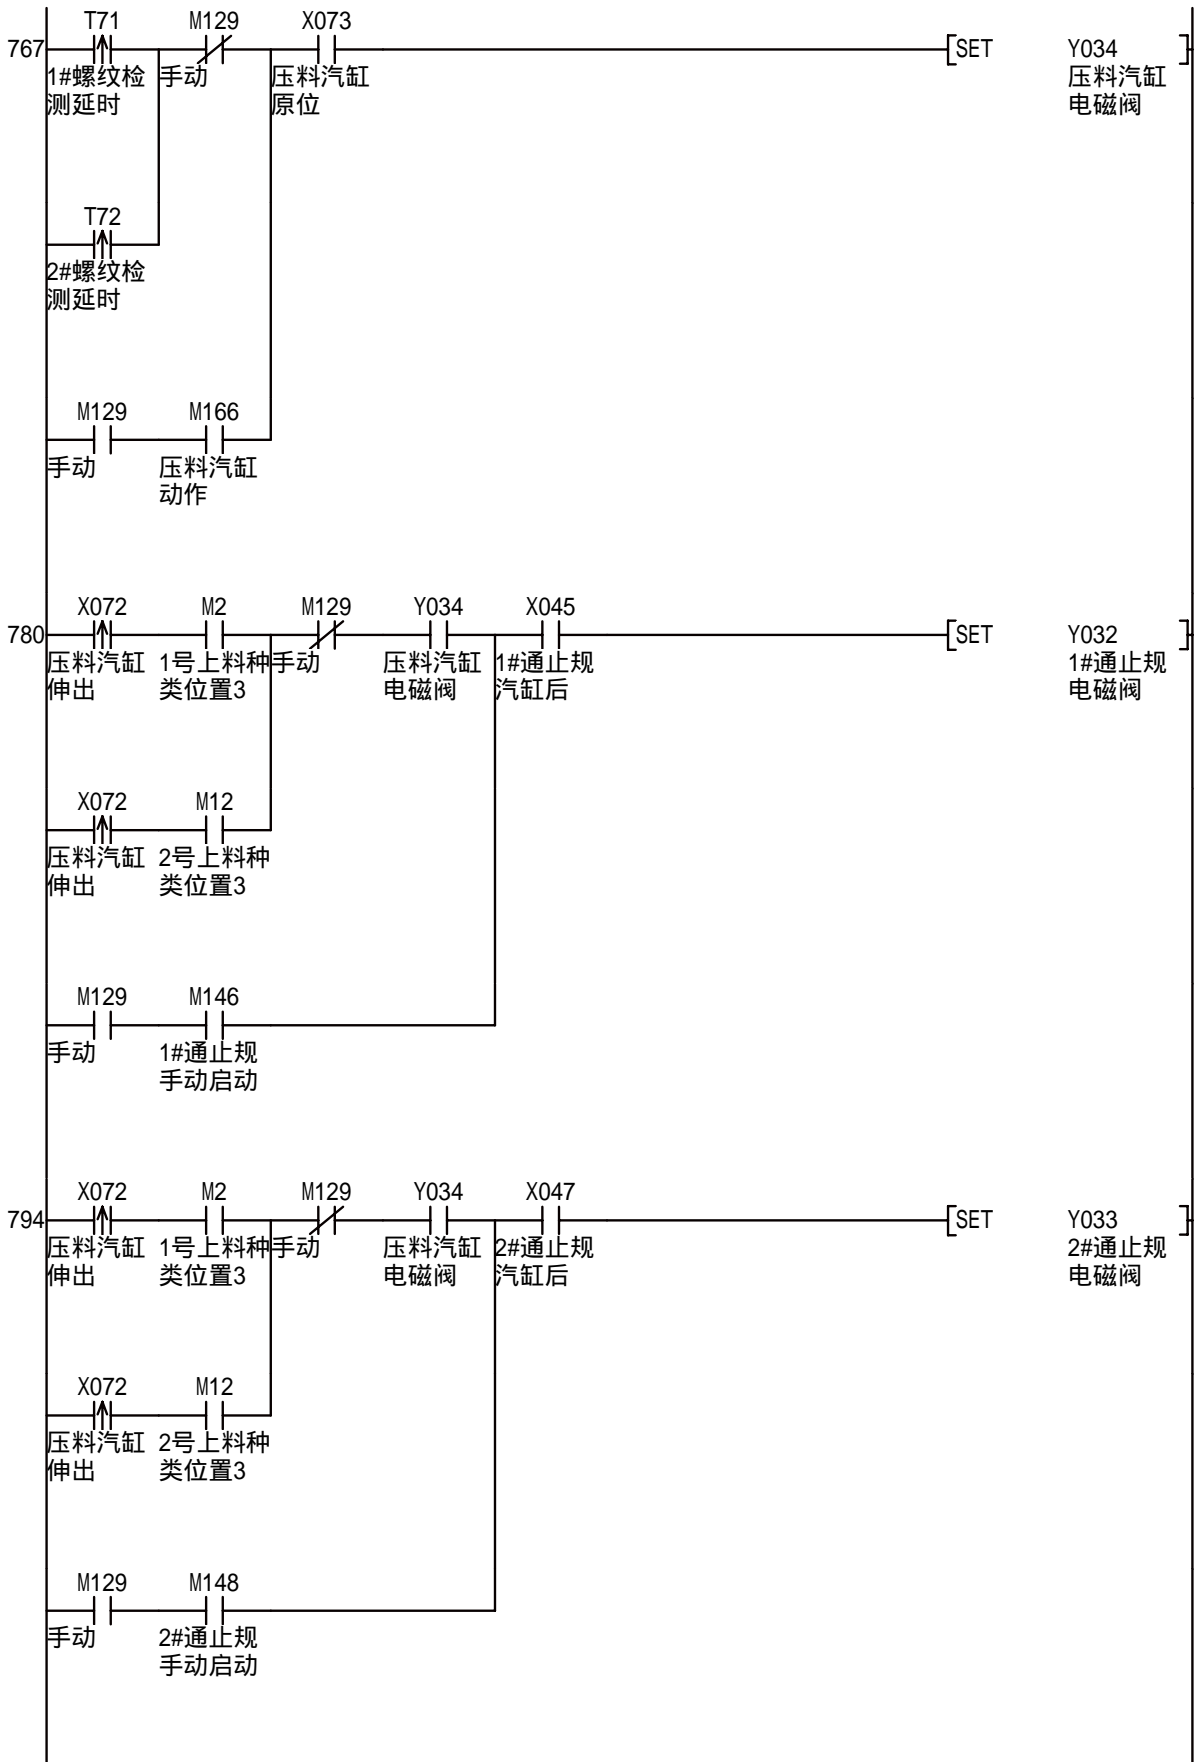 T71 M129 X073
767 SET Y034
1#螺纹检 手动 压料汽缸 压料汽缸
测延时 原位 电磁阀
T72
2#螺纹检
测延时
M129 M166
手动 压料汽缸
动作
X072 M2 M129 Y034 X045
780 SET Y032
压料汽缸 1号上料种 手动 压料汽缸 1#通止规 1#通止规
伸出 类位置3 电磁阀 汽缸后 电磁阀
X072 M12
压料汽缸 2号上料种
伸出 类位置3
M129 M146
手动 1#通止规
手动启动
X072 M2 M129 Y034 X047
794 SET Y033
压料汽缸 1号上料种 手动 压料汽缸 2#通止规 2#通止规
伸出 类位置3 电磁阀 汽缸后 电磁阀
X072 M12
压料汽缸 2号上料种
伸出 类位置3
M129 M148
手动 2#通止规
手动启动